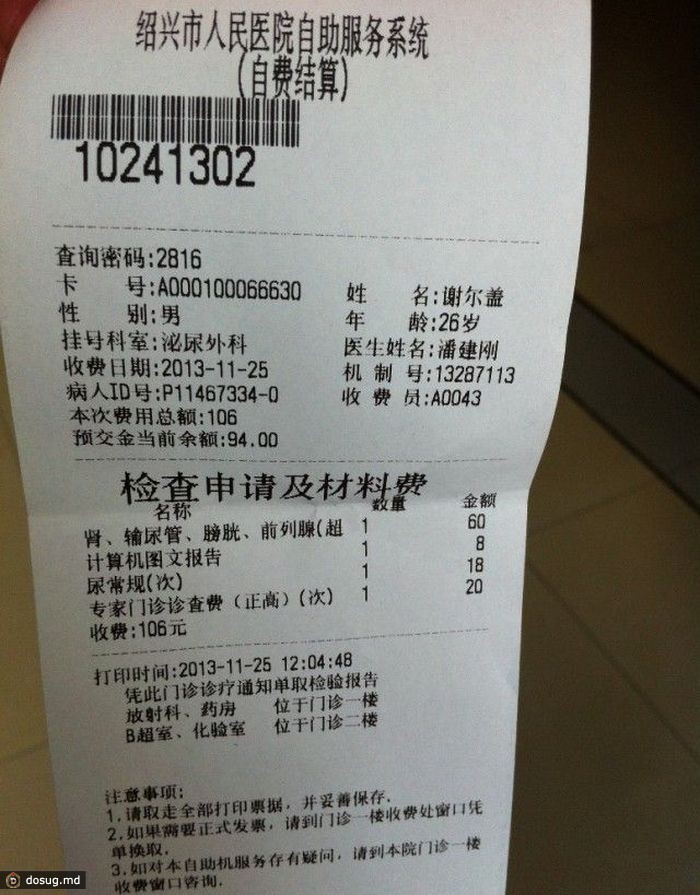 绍兴市人民医院自助服务系统
(自费结算)
10241302
查询密码:2816
卡 号:A000100066630 姓 名:谢尔盖
性 别:男 年 龄:26岁
挂号科室:泌尿外科 医生姓名:潘建刚
收费日期:2013-11-25 机 制 号:13287113
病人ID号:P11467334-0 收 费 员:A0043
本次费用总额:106
预交金当前余额:94.00
检查申请及材料费
名称 数量 金额
肾、输尿管、膀胱、前列腺(超 1 60
计算机图文报告 1 8
尿常规(次) 1 18
专家门诊诊查费(正高)(次) 1 20
收费:106元
打印时间:2013-11-25 12:04:48
凭此门诊诊疗通知单取检验报告
放射科、药房 位于门诊一楼
B超室、化验室 位于门诊二楼
注意事项:
1.请取走全部打印票据，并妥善保存.
2.如果需要正式发票，请到门诊一楼收费处窗口凭
单换取.
3.如对本自助机服务存有疑问，请到本院门诊一楼
收费窗口咨询.
dosug.md